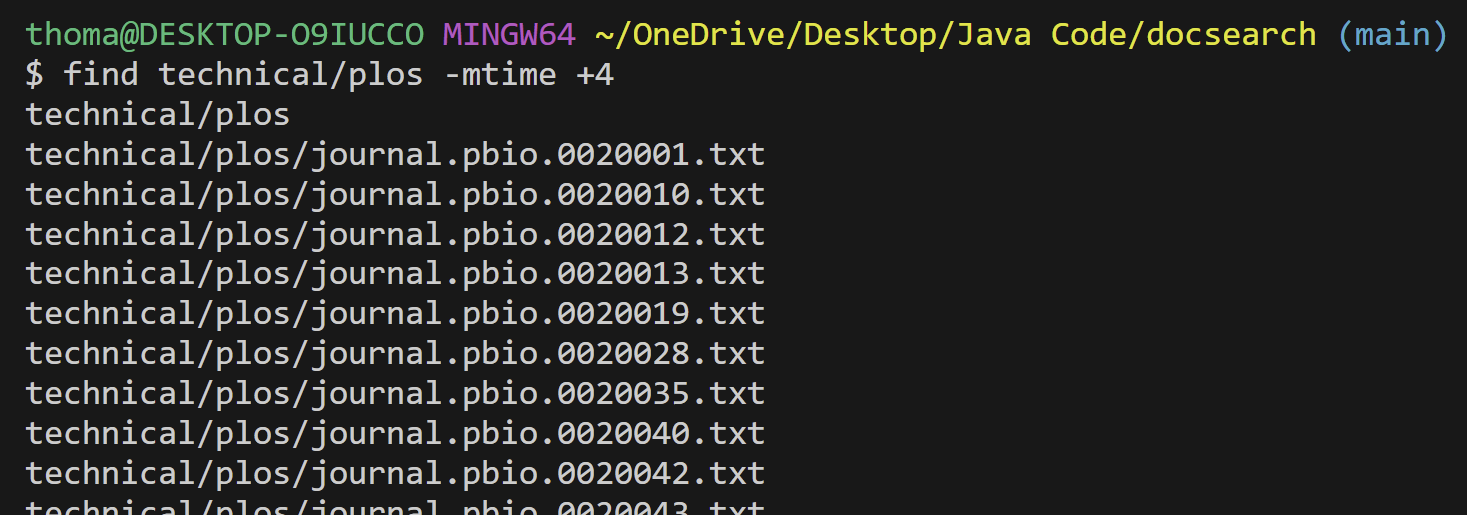 thoma@DESKTOP-O9IUCCO MINGW64 ~/OneDrive/Desktop/Java Code/docsearch (main)
$ find technical/plos -mtime +4
technical/plos
technical/plos/journal.pbio.0020001.txt
technical/plos/journal.pbio.0020010.txt
technical/plos/journal.pbio.0020012.txt
technical/plos/journal.pbio.0020013.txt
technical/plos/journal.pbio.0020019.txt
technical/plos/journal.pbio.0020028.txt
technical/plos/journal.pbio.0020035.txt
technical/plos/journal.pbio.0020040.txt
technical/plos/journal.pbio.0020042.txt
technical/plos/journal.pbio.0020043.txt